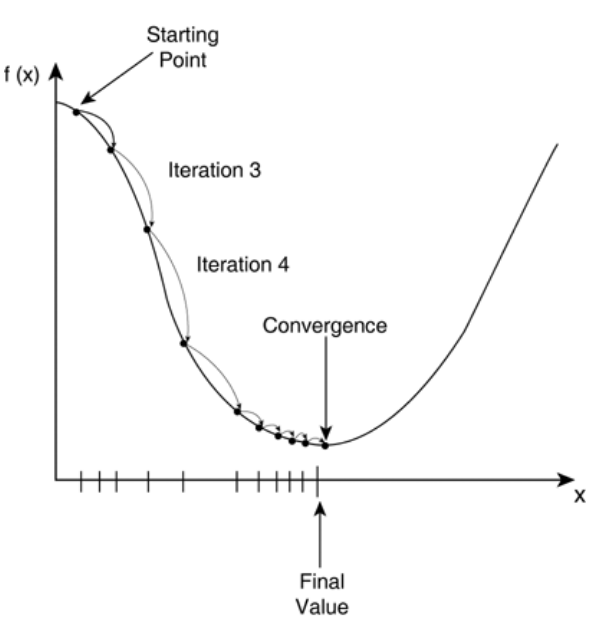 Starting
Point
f (x)
Iteration 3
Iteration 4
Convergence
x
Final
Value